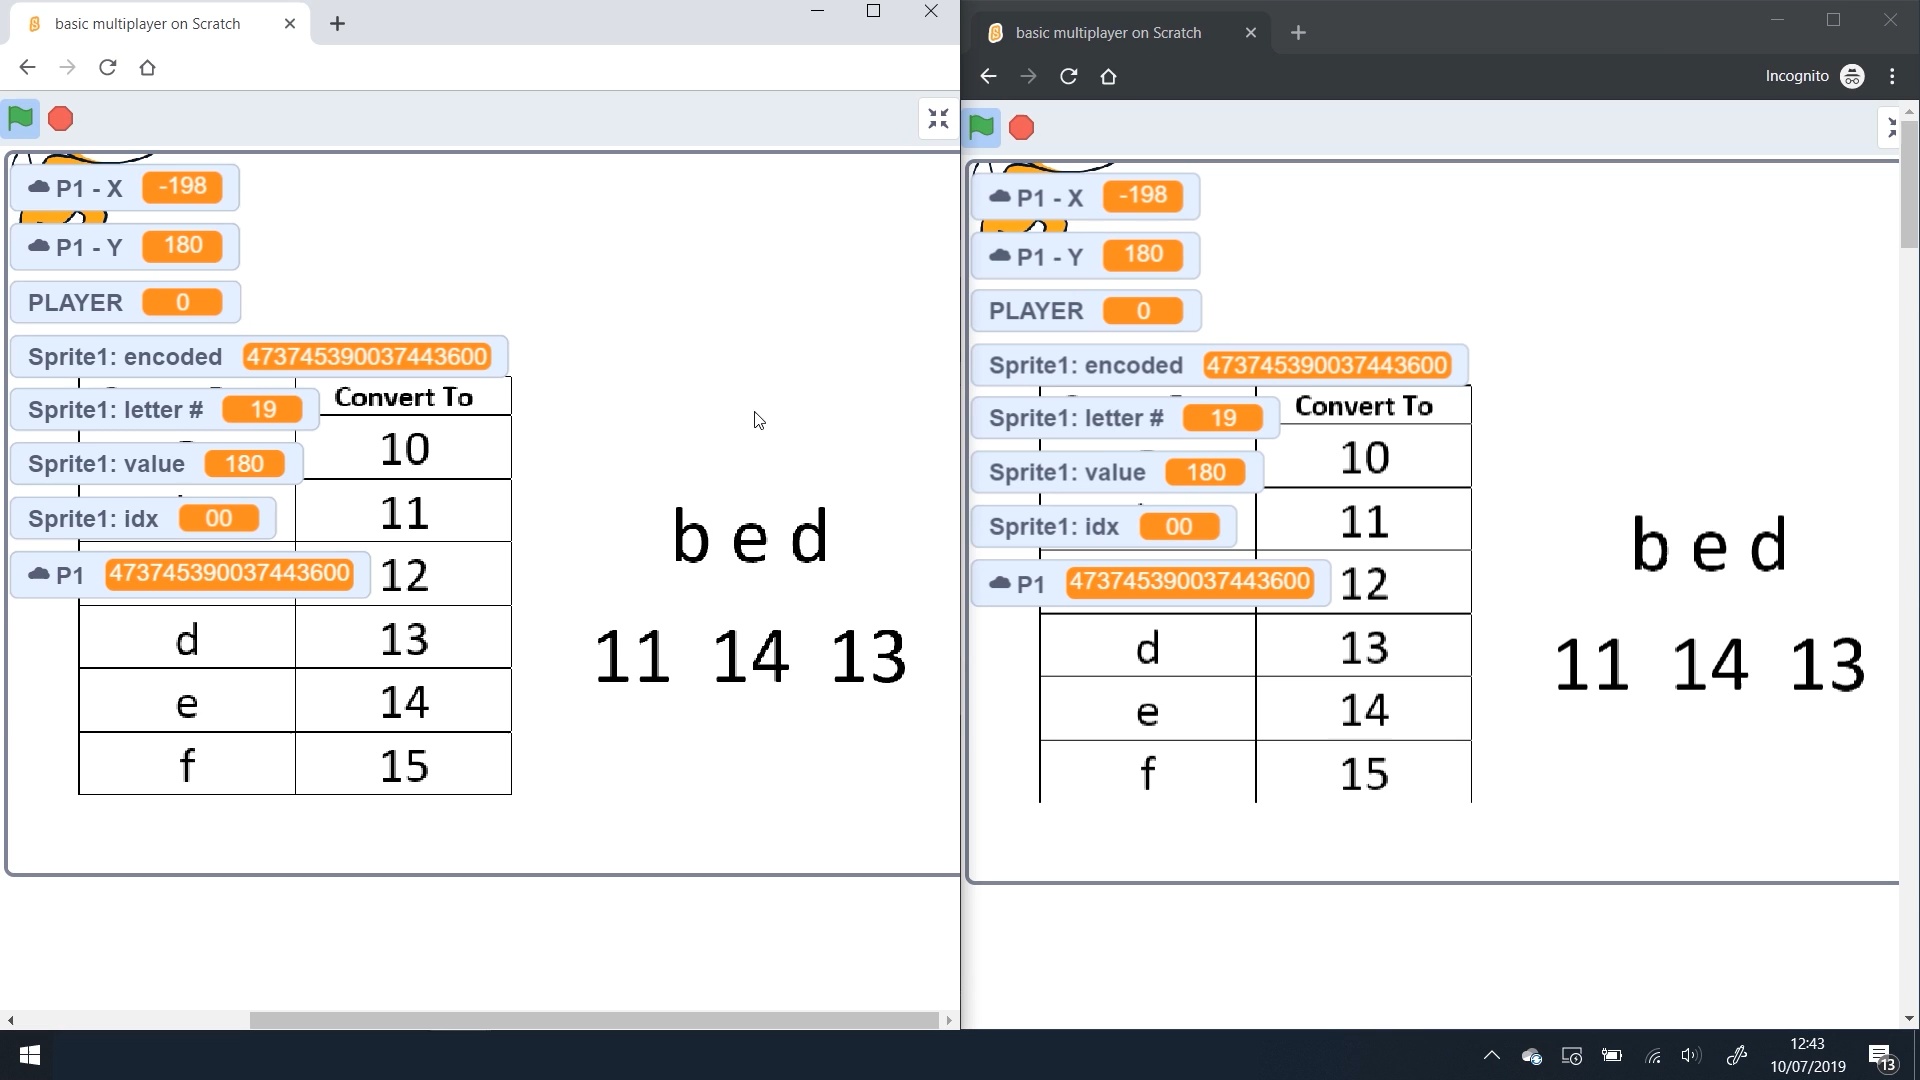 basic multiplayer on Scratch
P1 - X -198
P1 - Y 180
PLAYER 0
Sprite1: encoded 473745390037443600
Convert To
Sprite1: letter # 19
10
Sprite1: value 180
11
Sprite1: idx 00
P1 473745390037443600
12
d 13
e 14
f 15
b e d
11 14 13
basic multiplayer on Scratch
Incognito
P1 - X -198
P1 - Y 180
PLAYER 0
Sprite1: encoded 473745390037443600
Convert To
Sprite1: letter # 19
10
Sprite1: value 180
11
Sprite1: idx 00
P1 473745390037443600
12
d 13
e 14
f 15
b e d
11 14 13
12:43
10/07/2019
13